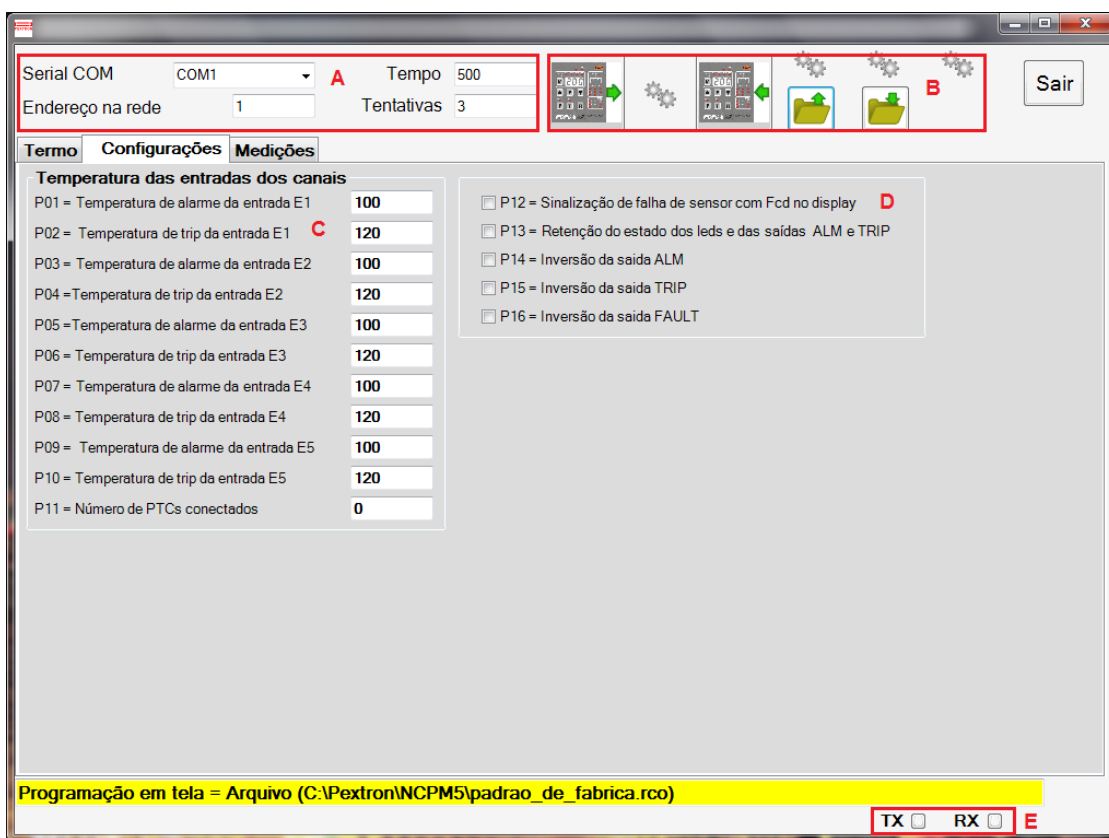 Serial COM COM1 A Tempo 500
Endereço na rede 1 Tentativas 3
B
Sair
Termo Configurações Medições
Temperatura das entradas dos canais
P01 = Temperatura de alarme da entrada E1 100
P02 = Temperatura de trip da entrada E1 C 120
P03 = Temperatura de alarme da entrada E2 100
P04 =Temperatura de trip da entrada E2 120
P05 =Temperatura de alarme da entrada E3 100
P06 = Temperatura de trip da entrada E3 120
P07 = Temperatura de alarme da entrada E4 100
P08 = Temperatura de trip da entrada E4 120
P09 = Temperatura de alarme da entrada E5 100
P10 = Temperatura de trip da entrada E5 120
P11 = Número de PTCs conectados 0
P12 = Sinalização de falha de sensor com Fcd no display D
P13 = Retenção do estado dos leds e das saídas ALM e TRIP
P14 = Inversão da saida ALM
P15 = Inversão da saida TRIP
P16 = Inversão da saida FAULT
Programação em tela = Arquivo (C:\Pextron\NCPM5\padrao_de_fabrica.rco)
TX RX E